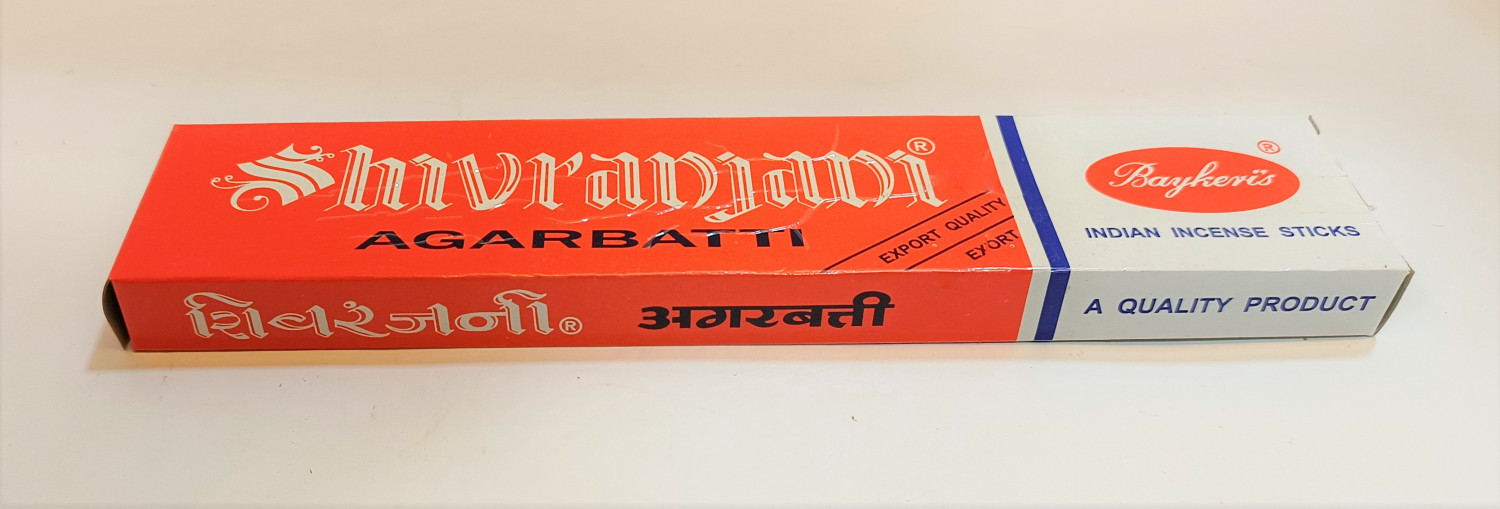 Shivranjani®
AGARBATTI
EXPORT QUALITY
EXPORT
Baykeri's®
INDIAN INCENSE STICKS
शिवरंजनी® अगरबत्ती
A QUALITY PRODUCT